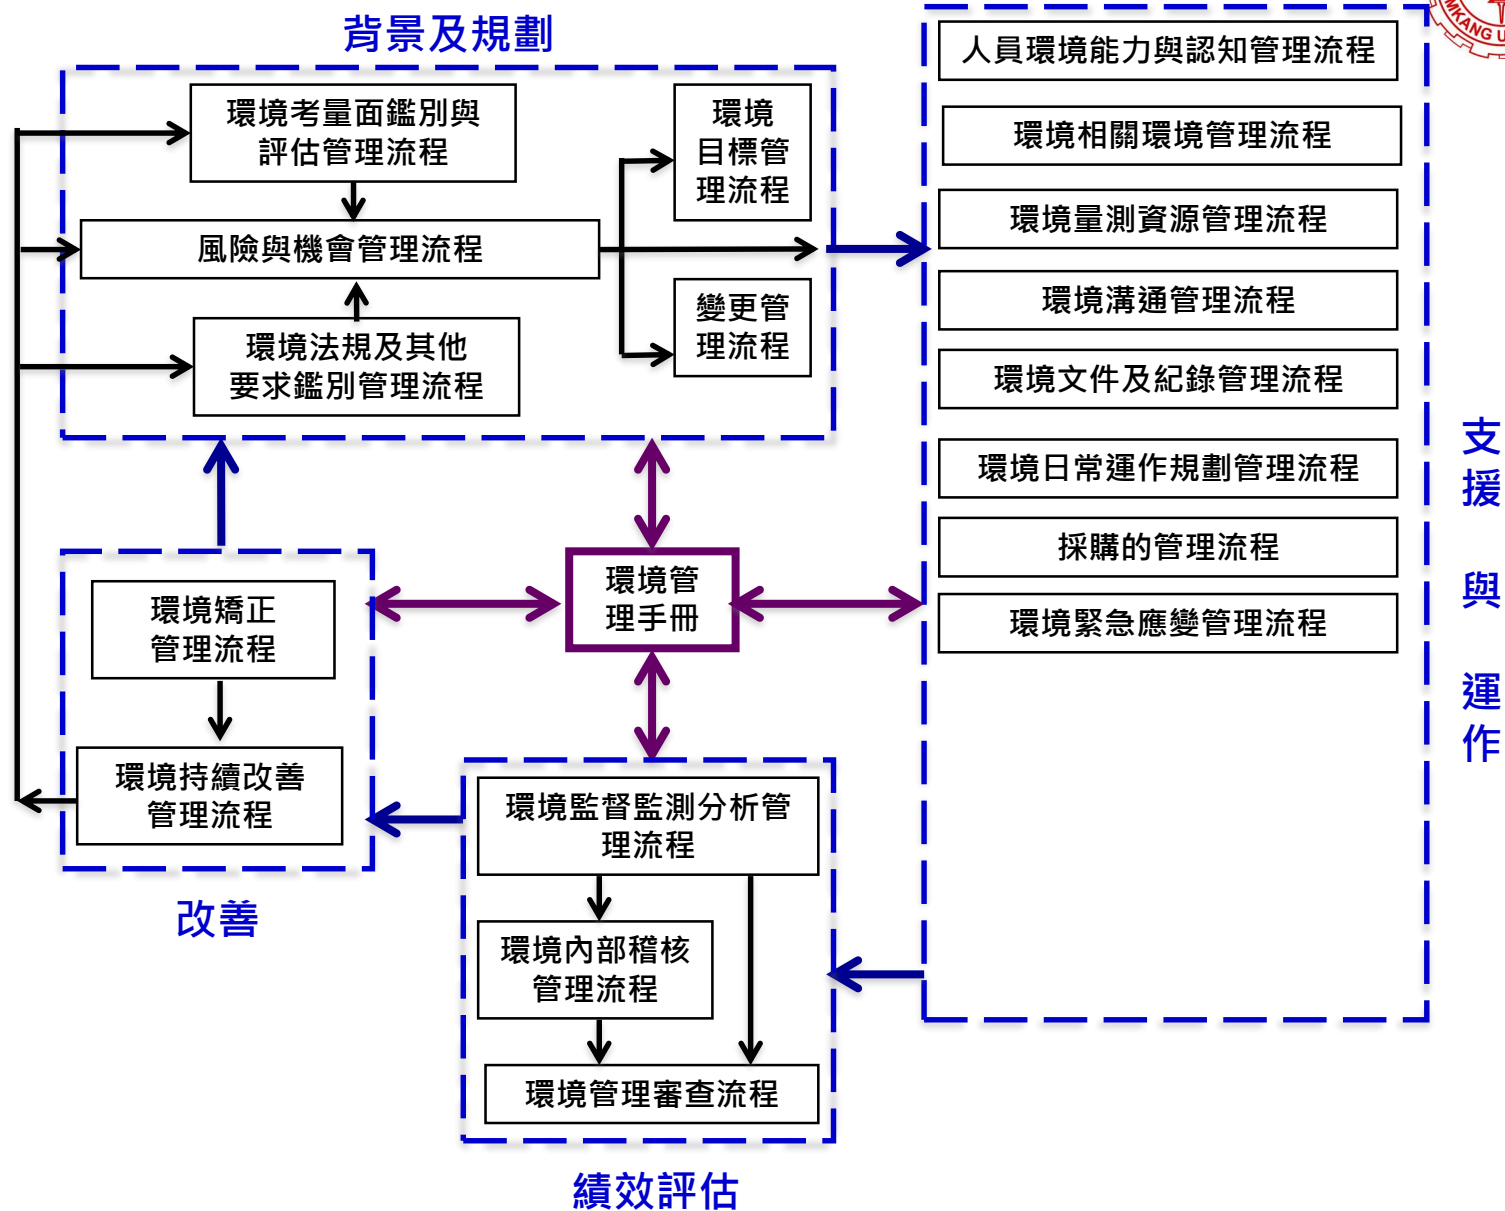 背景及規劃
環境考量面鑑別與
評估管理流程
風險與機會管理流程
環境法規及其他
要求鑑別管理流程
環境
目標管
理流程
變更管
理流程
人員環境能力與認知管理流程
環境相關環境管理流程
環境量測資源管理流程
環境溝通管理流程
環境文件及紀錄管理流程
環境日常運作規劃管理流程
採購的管理流程
環境緊急應變管理流程
支
援
與
運
作
環境管
理手冊
環境矯正
管理流程
環境持續改善
管理流程
改善
環境監督監測分析管
理流程
環境內部稽核
管理流程
環境管理審查流程
績效評估
MKANG U